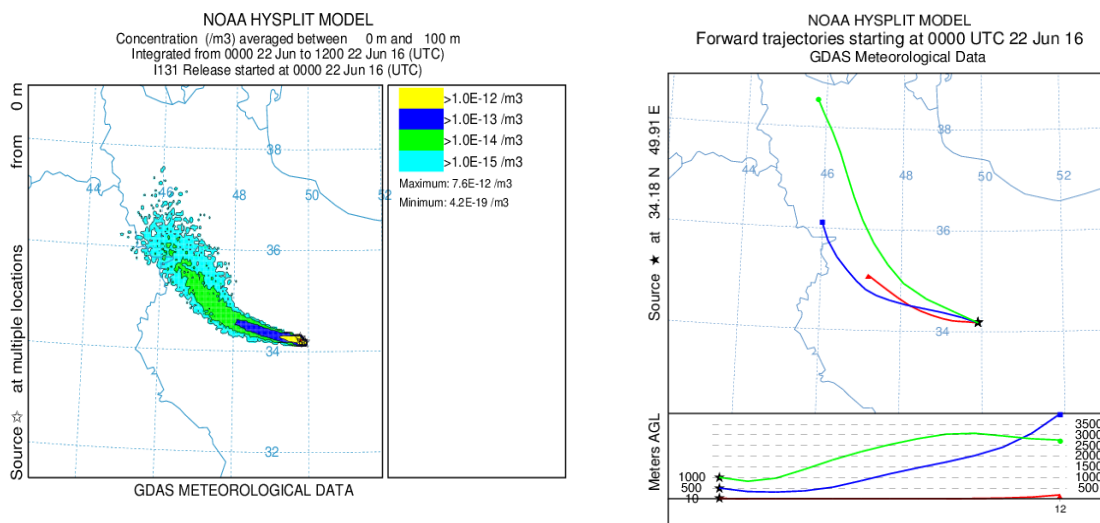 NOAA HYSPLIT MODEL
Concentration (/m3) averaged between 0 m and 100 m
Integrated from 0000 22 Jun to 1200 22 Jun 16 (UTC)
I131 Release started at 0000 22 Jun 16 (UTC)
Source ☆ at multiple locations from 0 m
>1.0E-12 /m3
>1.0E-13 /m3
>1.0E-14 /m3
>1.0E-15 /m3
Maximum: 7.6E-12 /m3
Minimum: 4.2E-19 /m3
38
44 46 48 50 52
36
34
32
GDAS METEOROLOGICAL DATA
NOAA HYSPLIT MODEL
Forward trajectories starting at 0000 UTC 22 Jun 16
GDAS Meteorological Data
Source ★ at 34.18 N 49.91 E
38
44 46 48 50 52
36
34
Meters AGL
1000
500
10
3500
3000
2500
2000
1500
1000
500
12